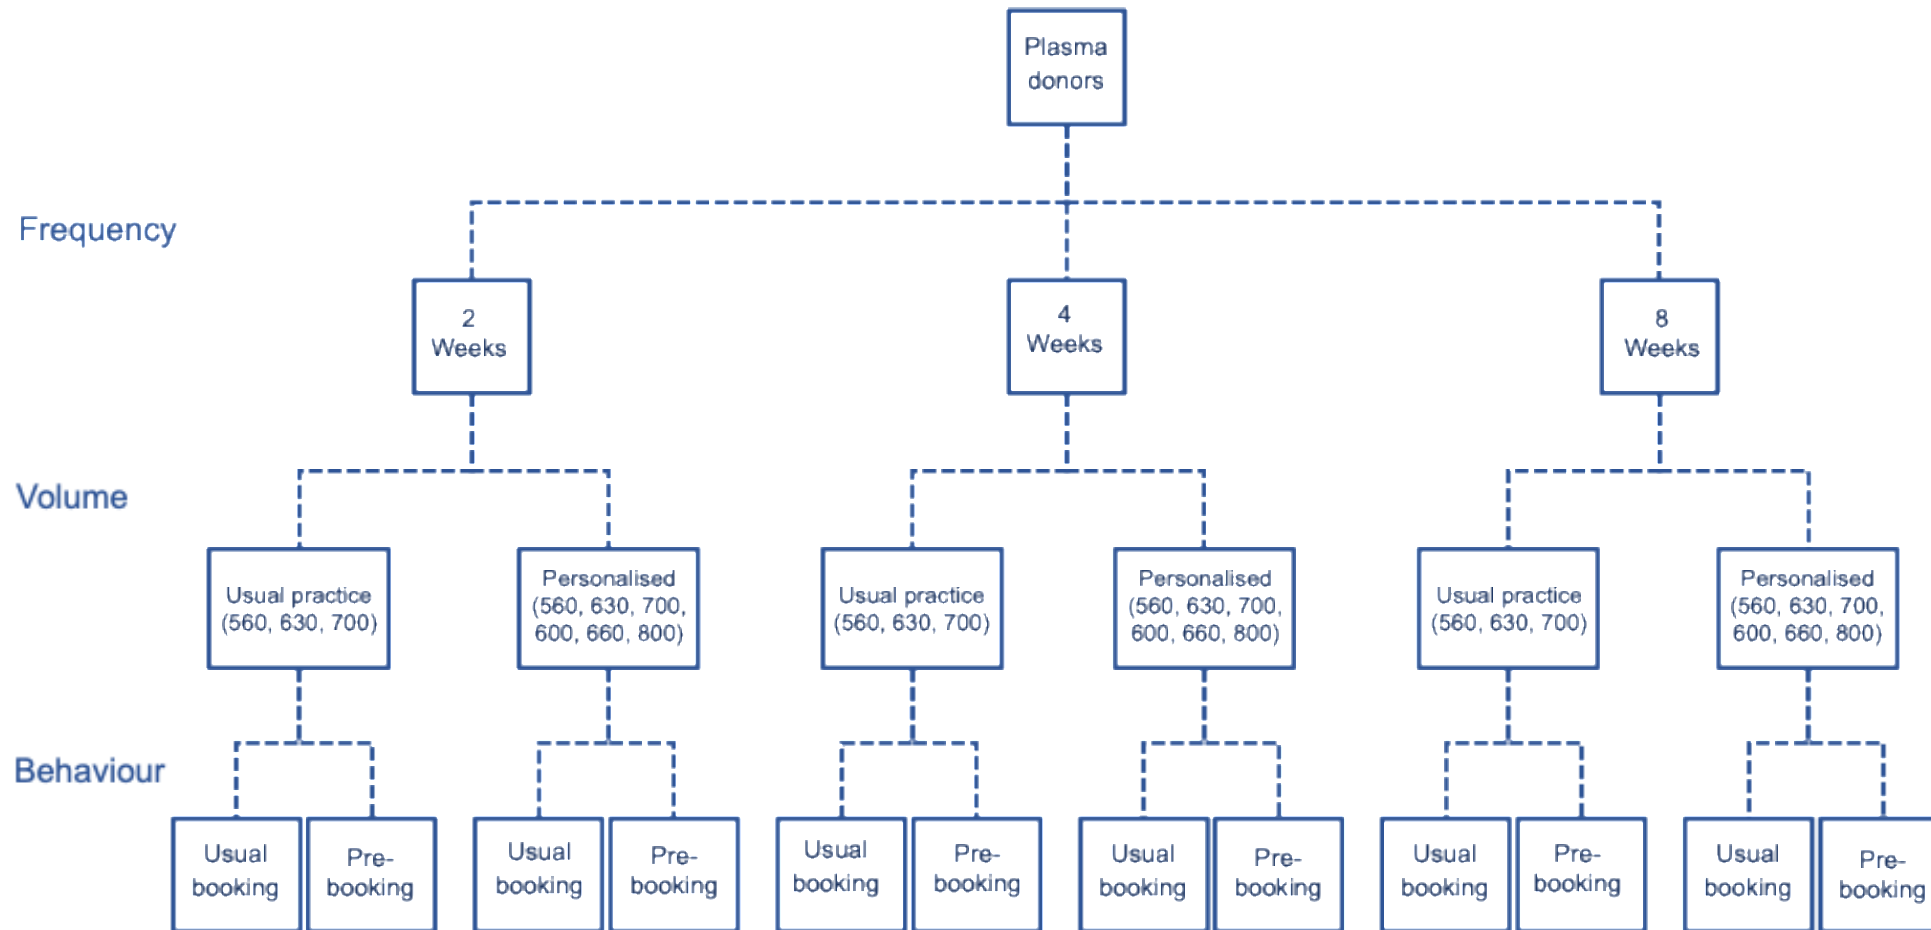 Plasma
donors
Frequency
2
Weeks
4
Weeks
8
Weeks
Volume
Usual practice
(560, 630, 700)
Personalised
(560, 630, 700,
600, 660, 800)
Usual practice
(560, 630, 700)
Personalised
(560, 630, 700,
600, 660, 800)
Usual practice
(560, 630, 700)
Personalised
(560, 630, 700,
600, 660, 800)
Behaviour
Usual
booking
Pre-
booking
Usual
booking
Pre-
booking
Usual
booking
Pre-
booking
Usual
booking
Pre-
booking
Usual
booking
Pre-
booking
Usual
booking
Pre-
booking